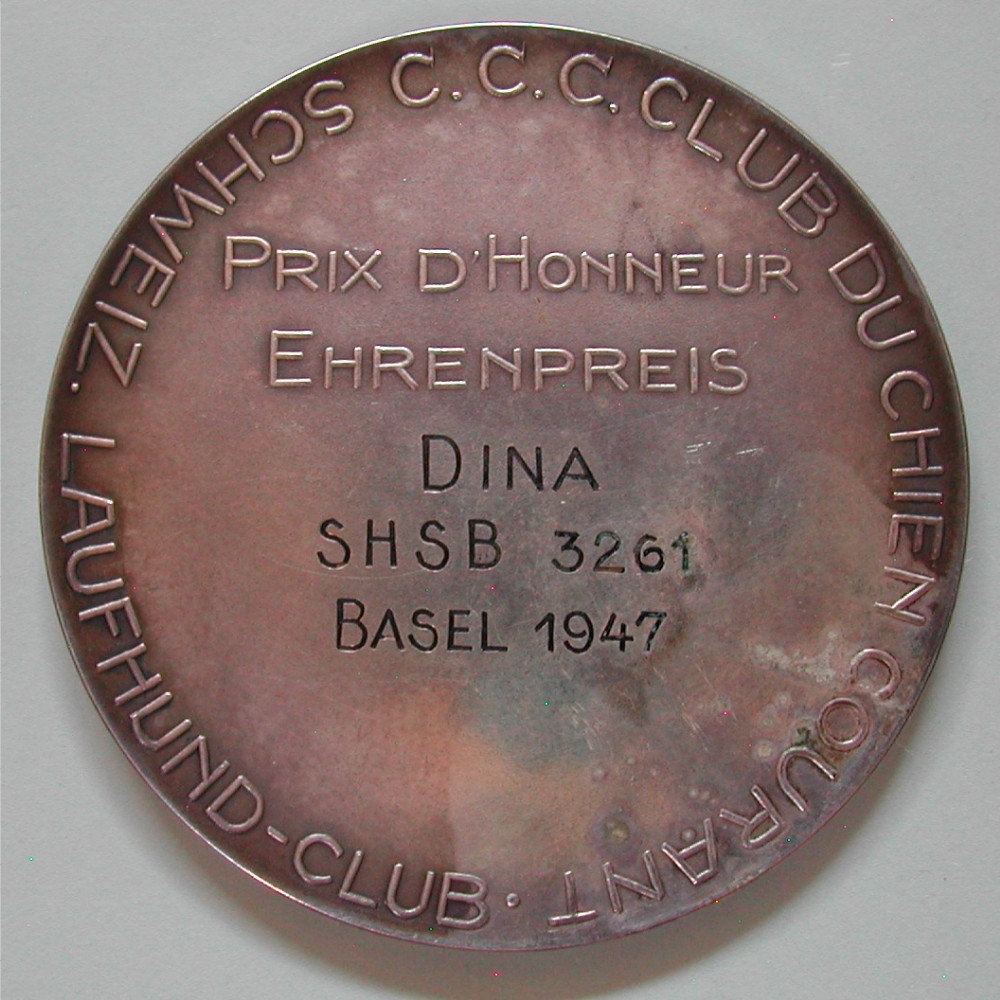 C.C.C. CLUB DU CHIEN COURANT ·
SCHWEIZ. LAUFHUND-CLUB
PRIX D'HONNEUR
EHRENPREIS
DINA
SHSB 3261
BASEL 1947